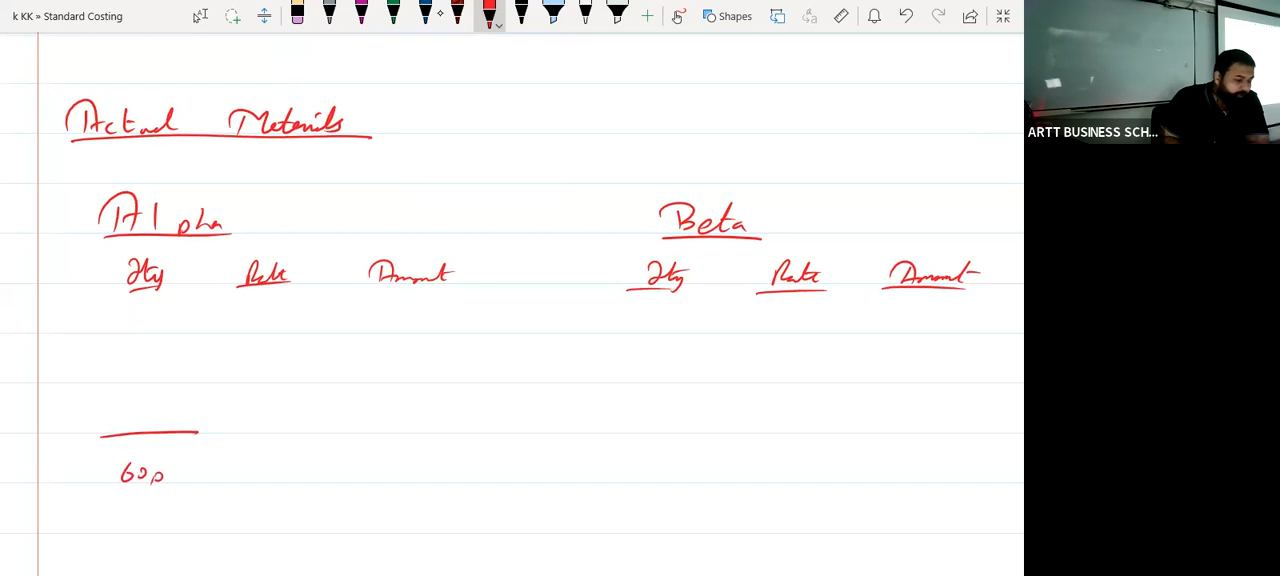 k KK » Standard Costing
Shapes
ARTT BUSINESS SCH...
Actual Materials
Alpha Beta
Qty Rate Amount Qty Rate Amount
600